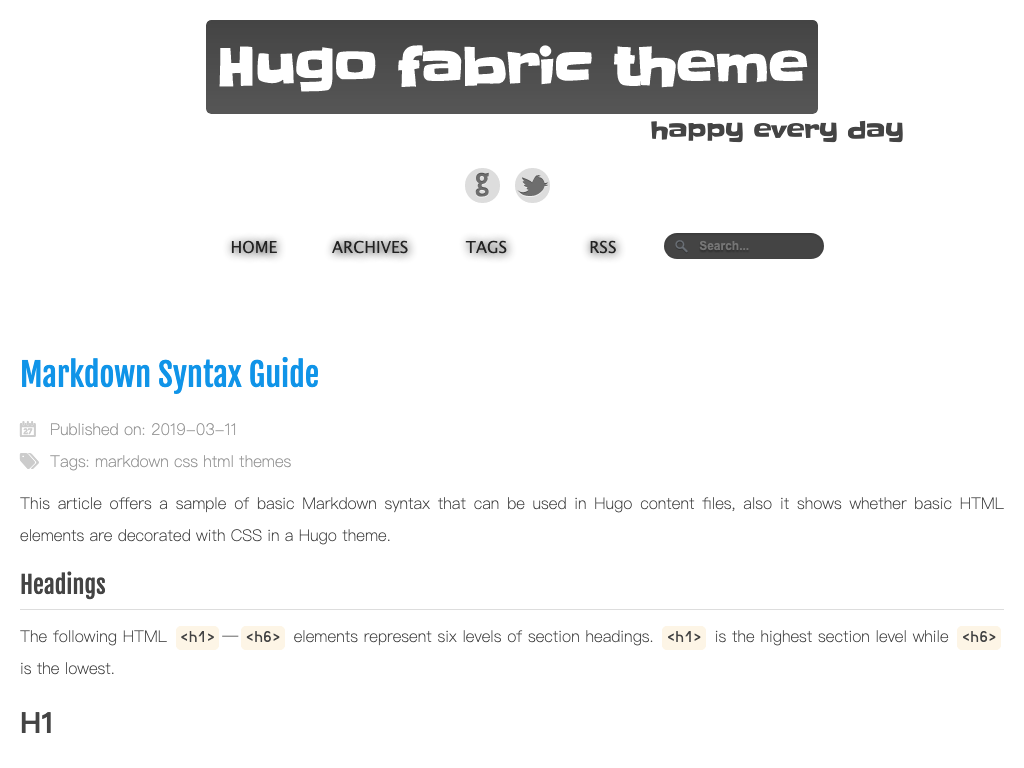 Hugo fabric theme
happy every day
HOME ARCHIVES TAGS RSS Search...
Markdown Syntax Guide
Published on: 2019-03-11
Tags: markdown css html themes
This article offers a sample of basic Markdown syntax that can be used in Hugo content files, also it shows whether basic HTML
elements are decorated with CSS in a Hugo theme.
Headings
The following HTML <h1>—<h6> elements represent six levels of section headings. <h1> is the highest section level while <h6>
is the lowest.
H1